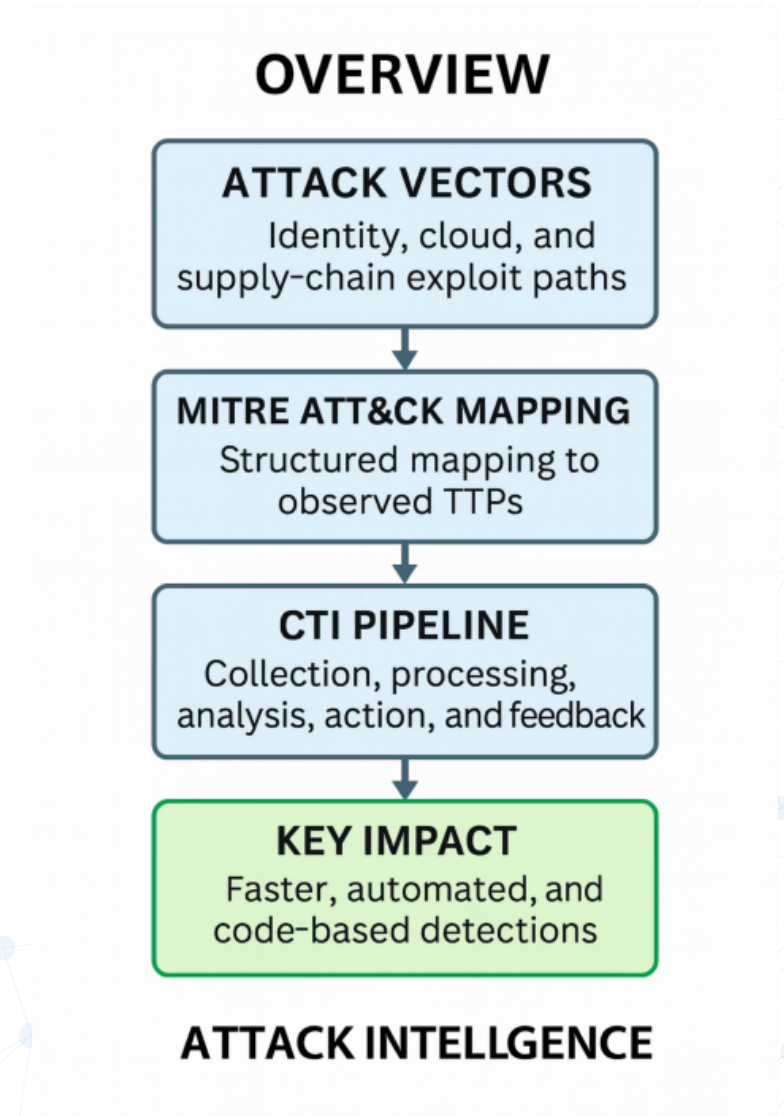 OVERVIEW
ATTACK VECTORS
Identity, cloud, and
supply-chain exploit paths
MITRE ATT&CK MAPPING
Structured mapping to
observed TTPs
CTI PIPELINE
Collection, processing,
analysis, action, and feedback
KEY IMPACT
Faster, automated, and
code-based detections
ATTACK INTELLGENCE